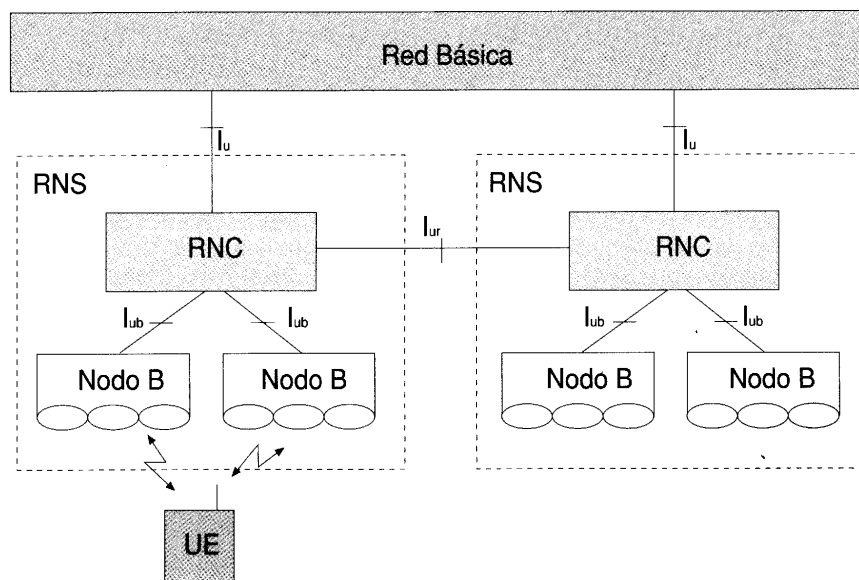 Red Básica
Iu
Iu
RNS
RNS
RNC
Iur
RNC
Iub
Iub
Iub
Iub
Nodo B
Nodo B
Nodo B
Nodo B
UE